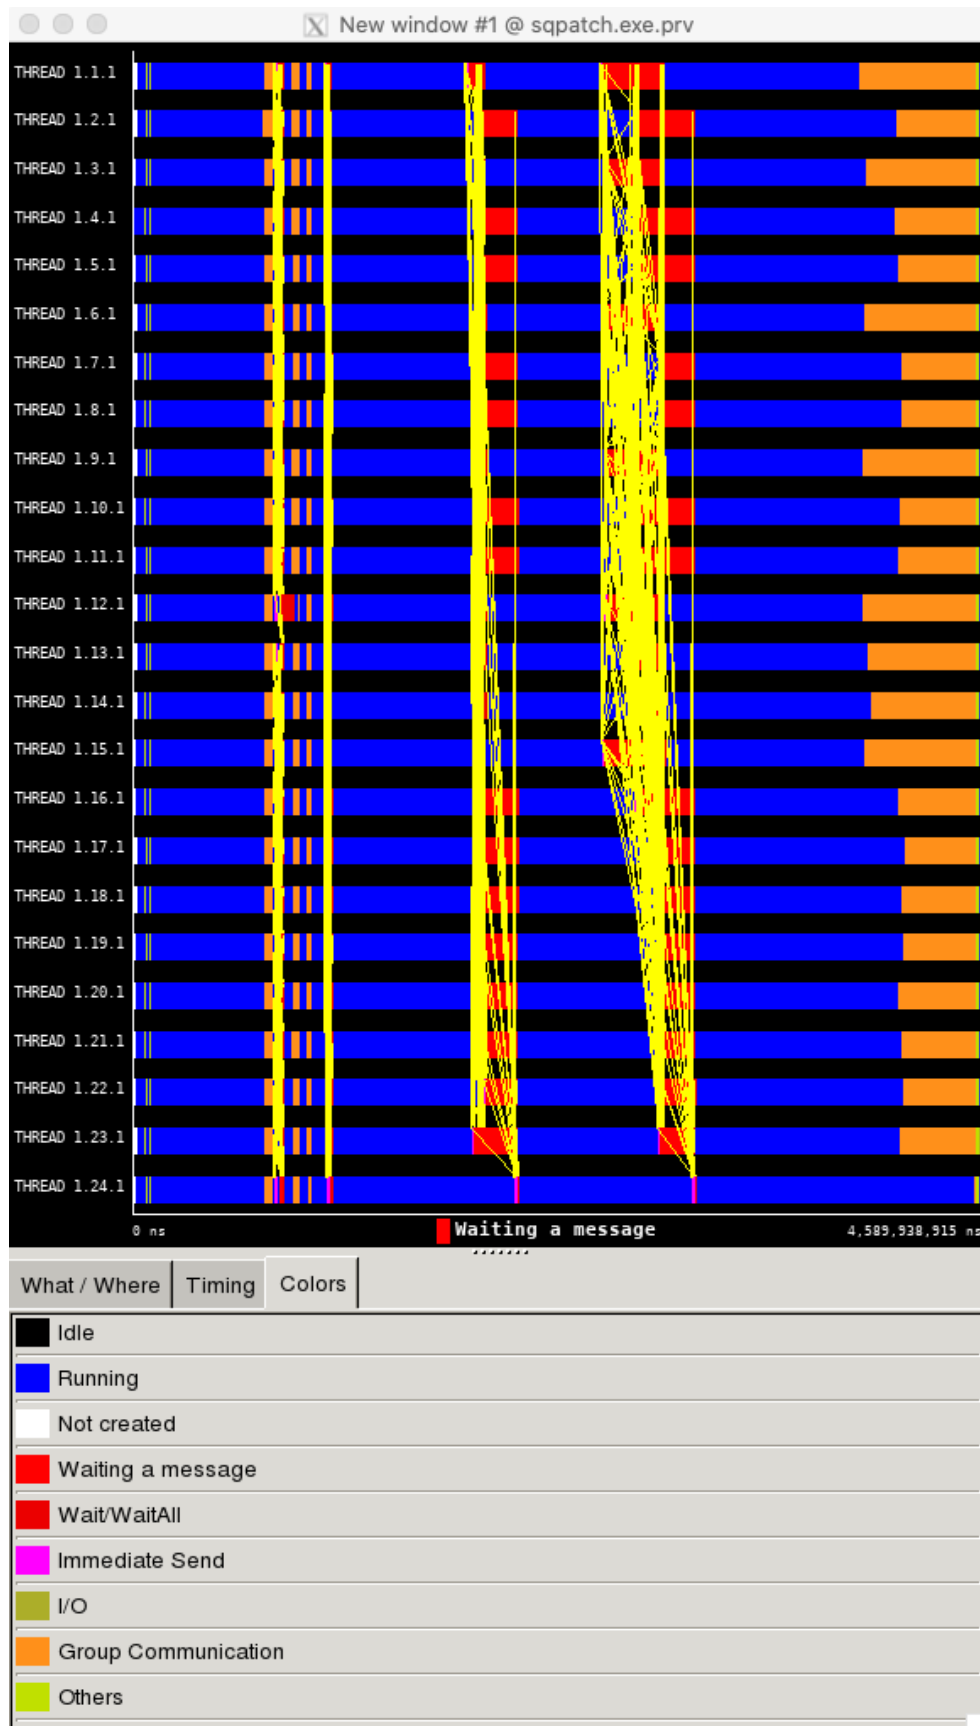 New window #1 @ sqpatch.exe.prv
THREAD 1.1.1
THREAD 1.2.1
THREAD 1.3.1
THREAD 1.4.1
THREAD 1.5.1
THREAD 1.6.1
THREAD 1.7.1
THREAD 1.8.1
THREAD 1.9.1
THREAD 1.10.1
THREAD 1.11.1
THREAD 1.12.1
THREAD 1.13.1
THREAD 1.14.1
THREAD 1.15.1
THREAD 1.16.1
THREAD 1.17.1
THREAD 1.18.1
THREAD 1.19.1
THREAD 1.20.1
THREAD 1.21.1
THREAD 1.22.1
THREAD 1.23.1
THREAD 1.24.1
0 ns Waiting a message 4,589,938,915 ns
What / Where Timing Colors
Idle
Running
Not created
Waiting a message
Wait/WaitAll
Immediate Send
I/O
Group Communication
Others